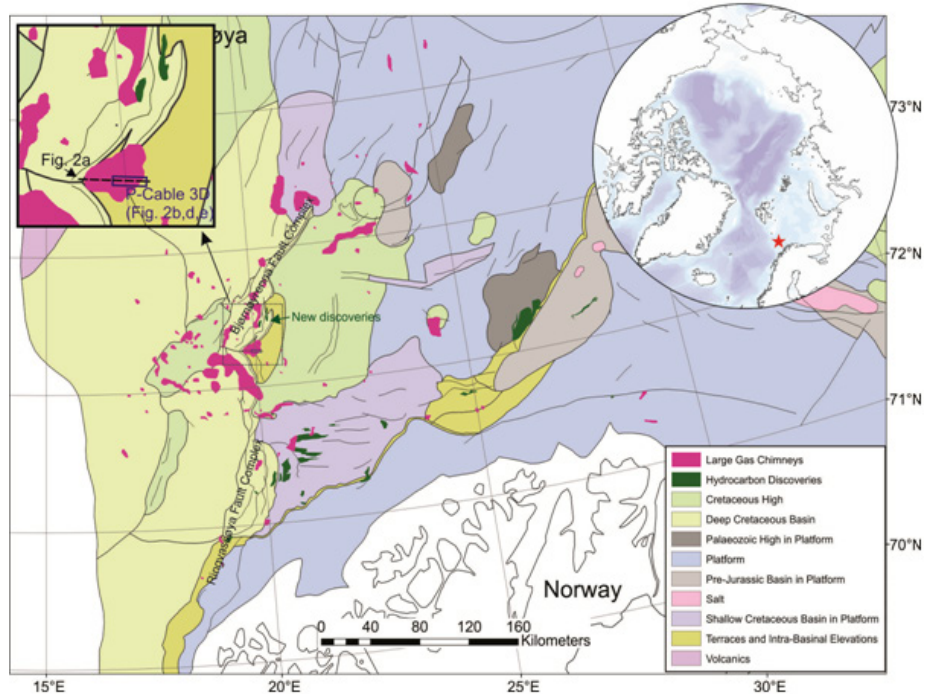 øya
Fig. 2a
P-Cable 3D
(Fig. 2b,d,e)
Bjørnøyrenna Fault Complex
New discoveries
Ringvassøya Fault Complex
Norway
73°N
72°N
71°N
70°N
Large Gas Chimneys
Hydrocarbon Discoveries
Cretaceous High
Deep Cretaceous Basin
Palaeozoic High in Platform
Platform
Pre-Jurassic Basin in Platform
Salt
Shallow Cretaceous Basin in Platform
Terraces and Intra-Basinal Elevations
Volcanics
0 40 80 120 160
Kilometers
15°E 20°E 25°E 30°E